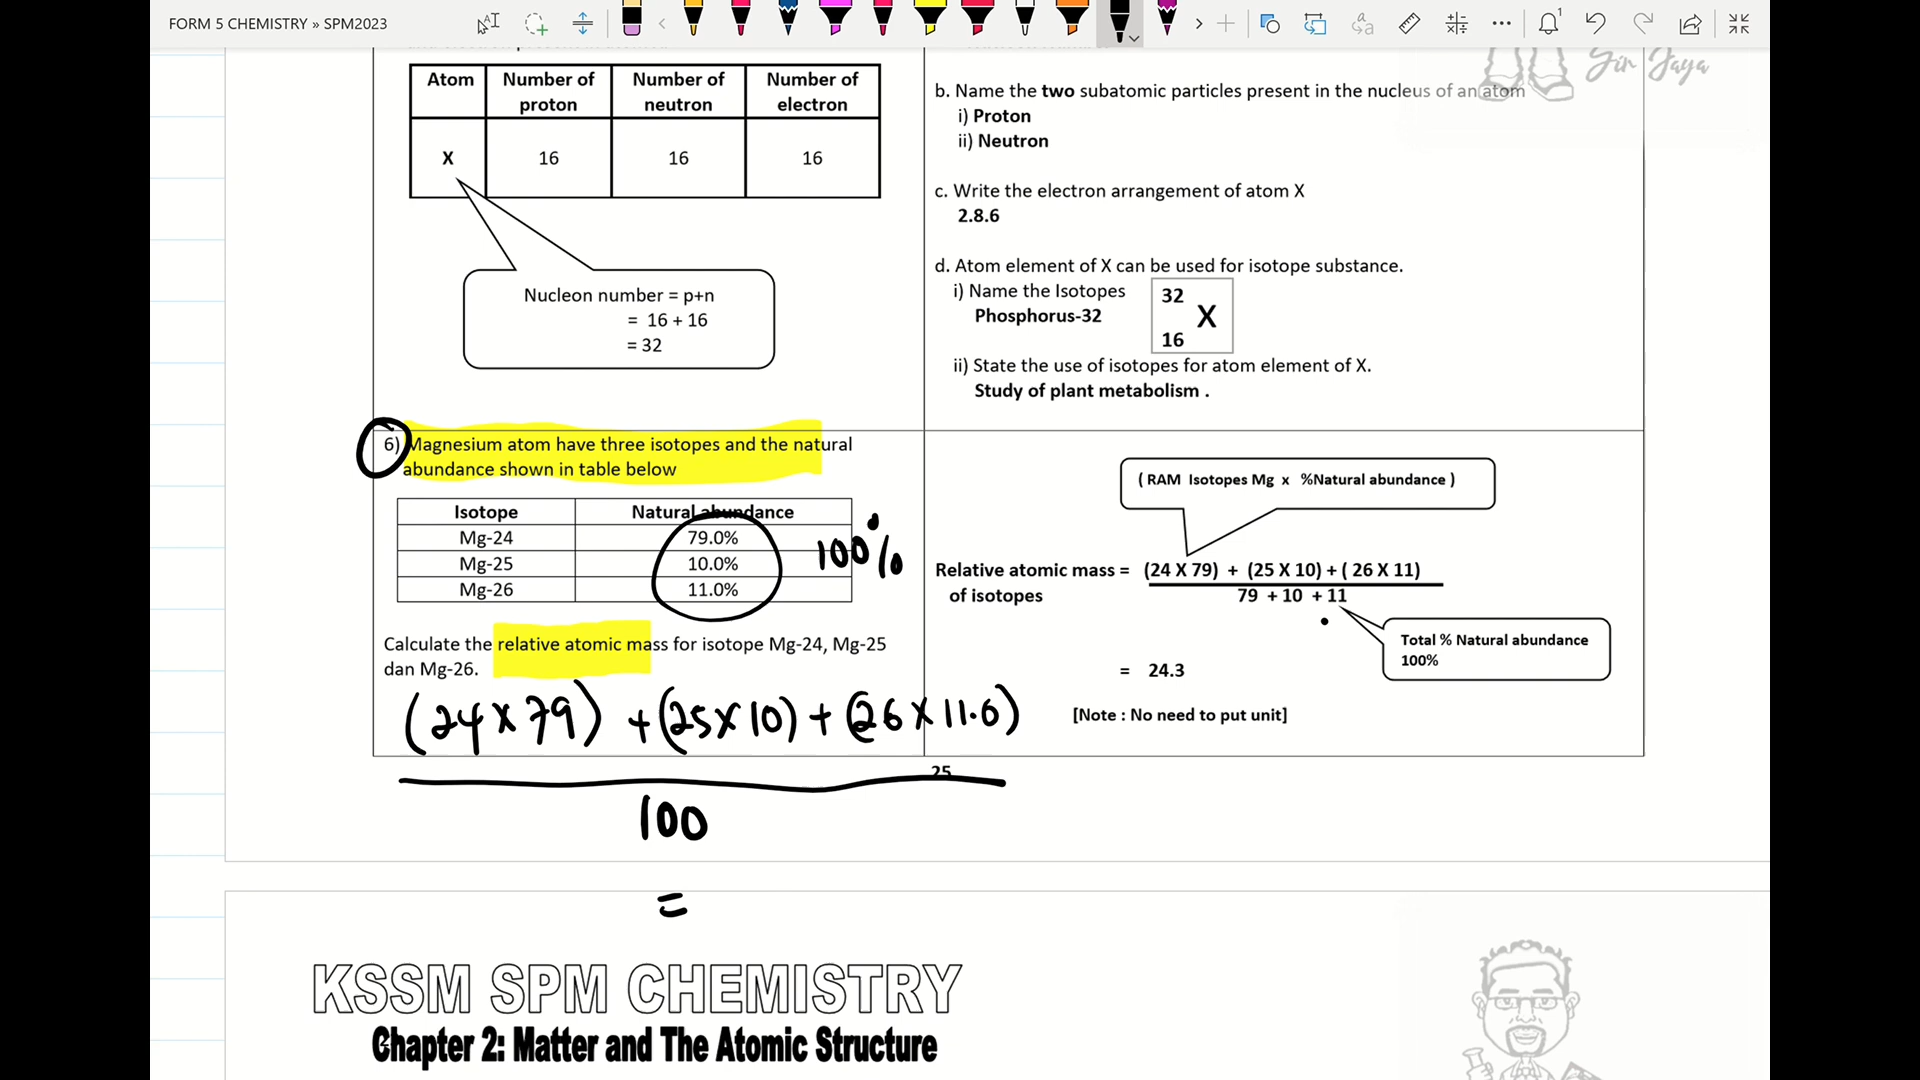 FORM 5 CHEMISTRY » SPM2023
Jin Jaya
Atom
Number of proton
Number of neutron
Number of electron
X
16
16
16
Nucleon number = p+n
= 16 + 16
= 32
b. Name the two subatomic particles present in the nucleus of an atom
i) Proton
ii) Neutron
c. Write the electron arrangement of atom X
2.8.6
d. Atom element of X can be used for isotope substance.
i) Name the Isotopes
Phosphorus-32
32
X
16
ii) State the use of isotopes for atom element of X.
Study of plant metabolism .
6) Magnesium atom have three isotopes and the natural
abundance shown in table below
Isotope
Natural abundance
Mg-24
79.0%
Mg-25
10.0%
Mg-26
11.0%
100%
Calculate the relative atomic mass for isotope Mg-24, Mg-25
dan Mg-26.
(24 x 79) + (25 x 10) + (26 x 11.0)
100
=
( RAM Isotopes Mg x %Natural abundance )
Relative atomic mass = (24 X 79) + (25 X 10) + ( 26 X 11)
of isotopes
79 + 10 + 11
Total % Natural abundance
100%
= 24.3
[Note : No need to put unit]
25
KSSM SPM CHEMISTRY
Chapter 2: Matter and The Atomic Structure